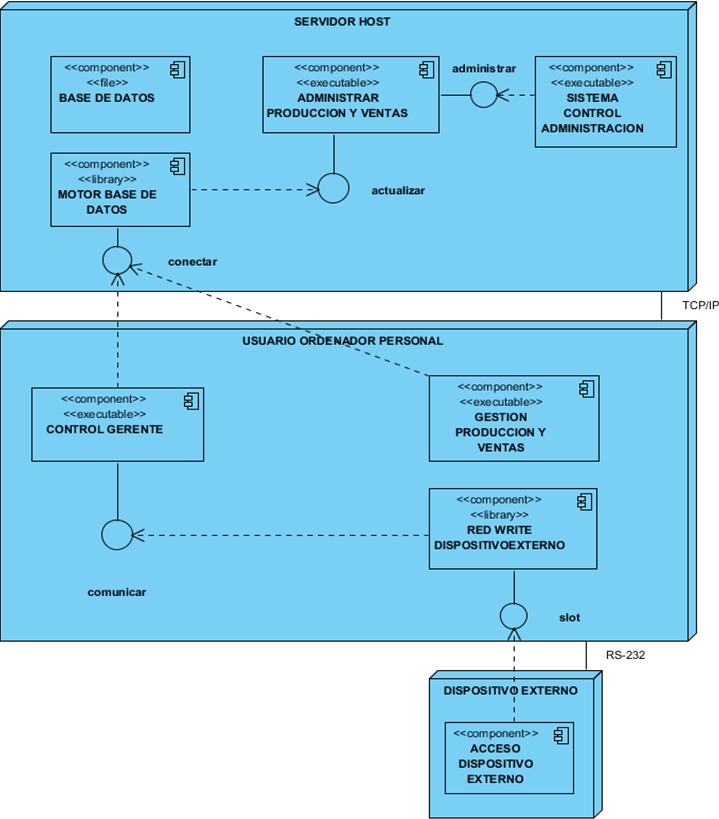 SERVIDOR HOST
<<component>>
<<file>>
BASE DE DATOS
<<component>>
<<executable>>
ADMINISTRAR
PRODUCCION Y VENTAS
administrar
<<component>>
<<executable>>
SISTEMA
CONTROL
ADMINISTRACION
<<component>>
<<library>>
MOTOR BASE DE
DATOS
actualizar
conectar
TCP/IP
USUARIO ORDENADOR PERSONAL
<<component>>
<<executable>>
CONTROL GERENTE
<<component>>
<<executable>>
GESTION
PRODUCCION Y
VENTAS
<<component>>
<<library>>
RED WRITE
DISPOSITIVOEXTERNO
comunicar
slot
RS-232
DISPOSITIVO EXTERNO
<<component>>
ACCESO
DISPOSITIVO
EXTERNO